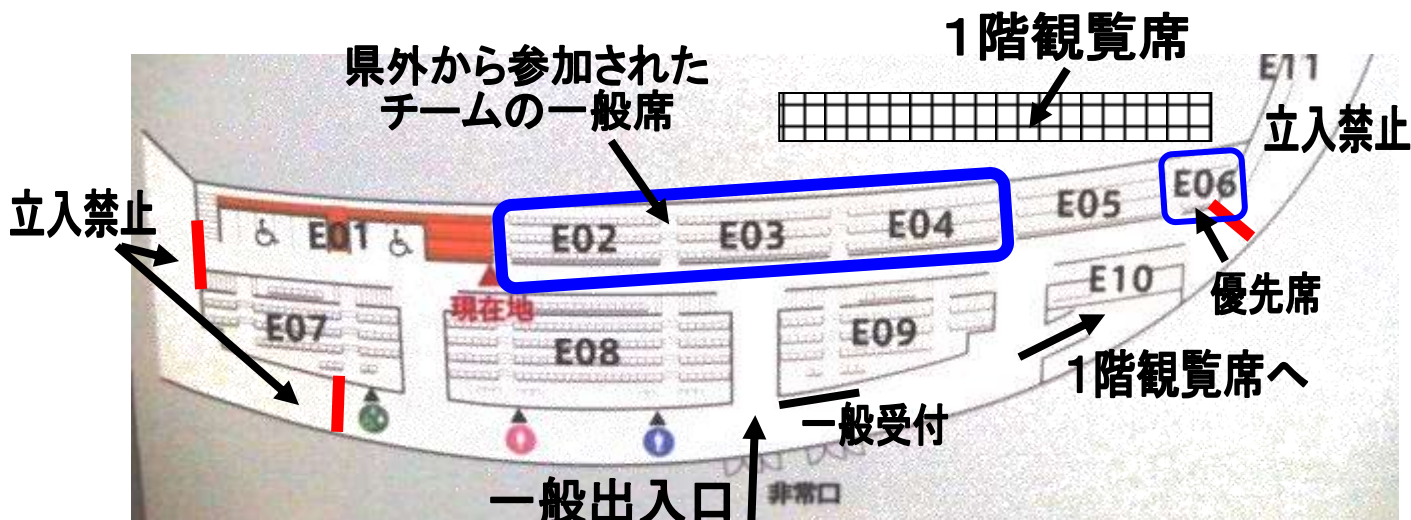 1階観覧席
県外から参加された
チームの一般席
E11
立入禁止
E06
E05
立入禁止
E01
E02
E03
E04
優先席
現在地
E10
E07
E08
E09
1階観覧席へ
一般受付
一般出入口
非常口